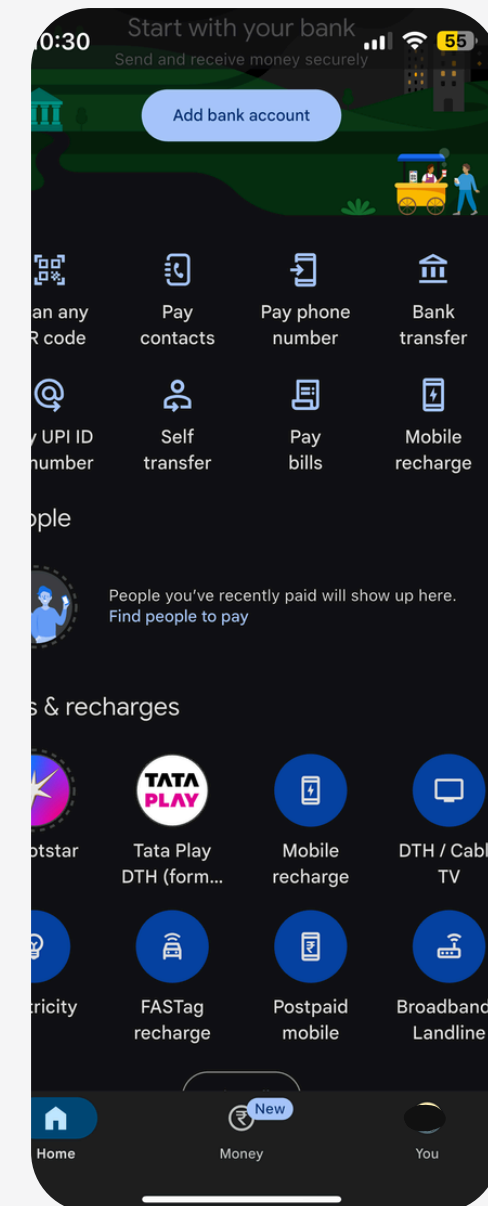 0:30
55
Start with your bank
Send and receive money securely
Add bank account
an any
R code
Pay
contacts
Pay phone
number
Bank
transfer
y UPI ID
number
Self
transfer
Pay
bills
Mobile
recharge
ople
People you've recently paid will show up here.
Find people to pay
s & recharges
otstar
TATA
PLAY
Tata Play
DTH (form...
Mobile
recharge
DTH / Cabl
TV
tricity
FASTag
recharge
Postpaid
mobile
Broadband
Landline
Home
New
Money
You